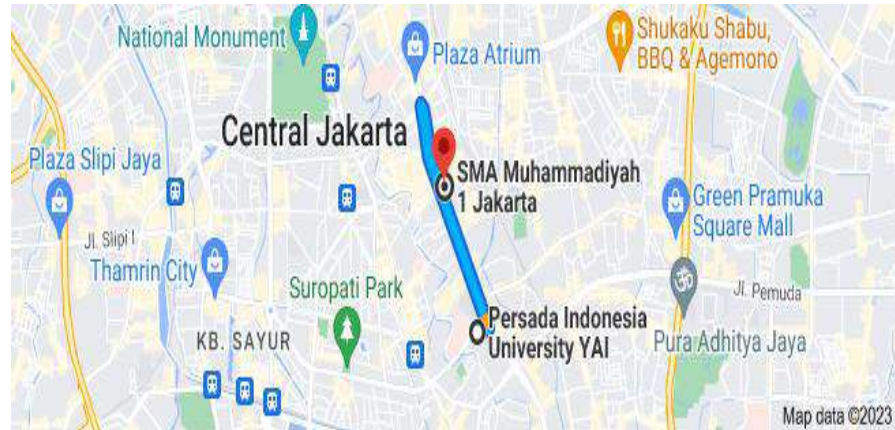 National Monument
Plaza Atrium
Shukaku Shabu,
BBQ & Agemono
Central Jakarta
Plaza Slipi Jaya
SMA Muhammadiyah
1 Jakarta
Green Pramuka
Square Mall
Jl. Slipi I
Thamrin City
Suropati Park
Jl. Pemuda
Persada Indonesia
University YAI
KB. SAYUR
Pura Adhitya Jaya
Map data ©2023